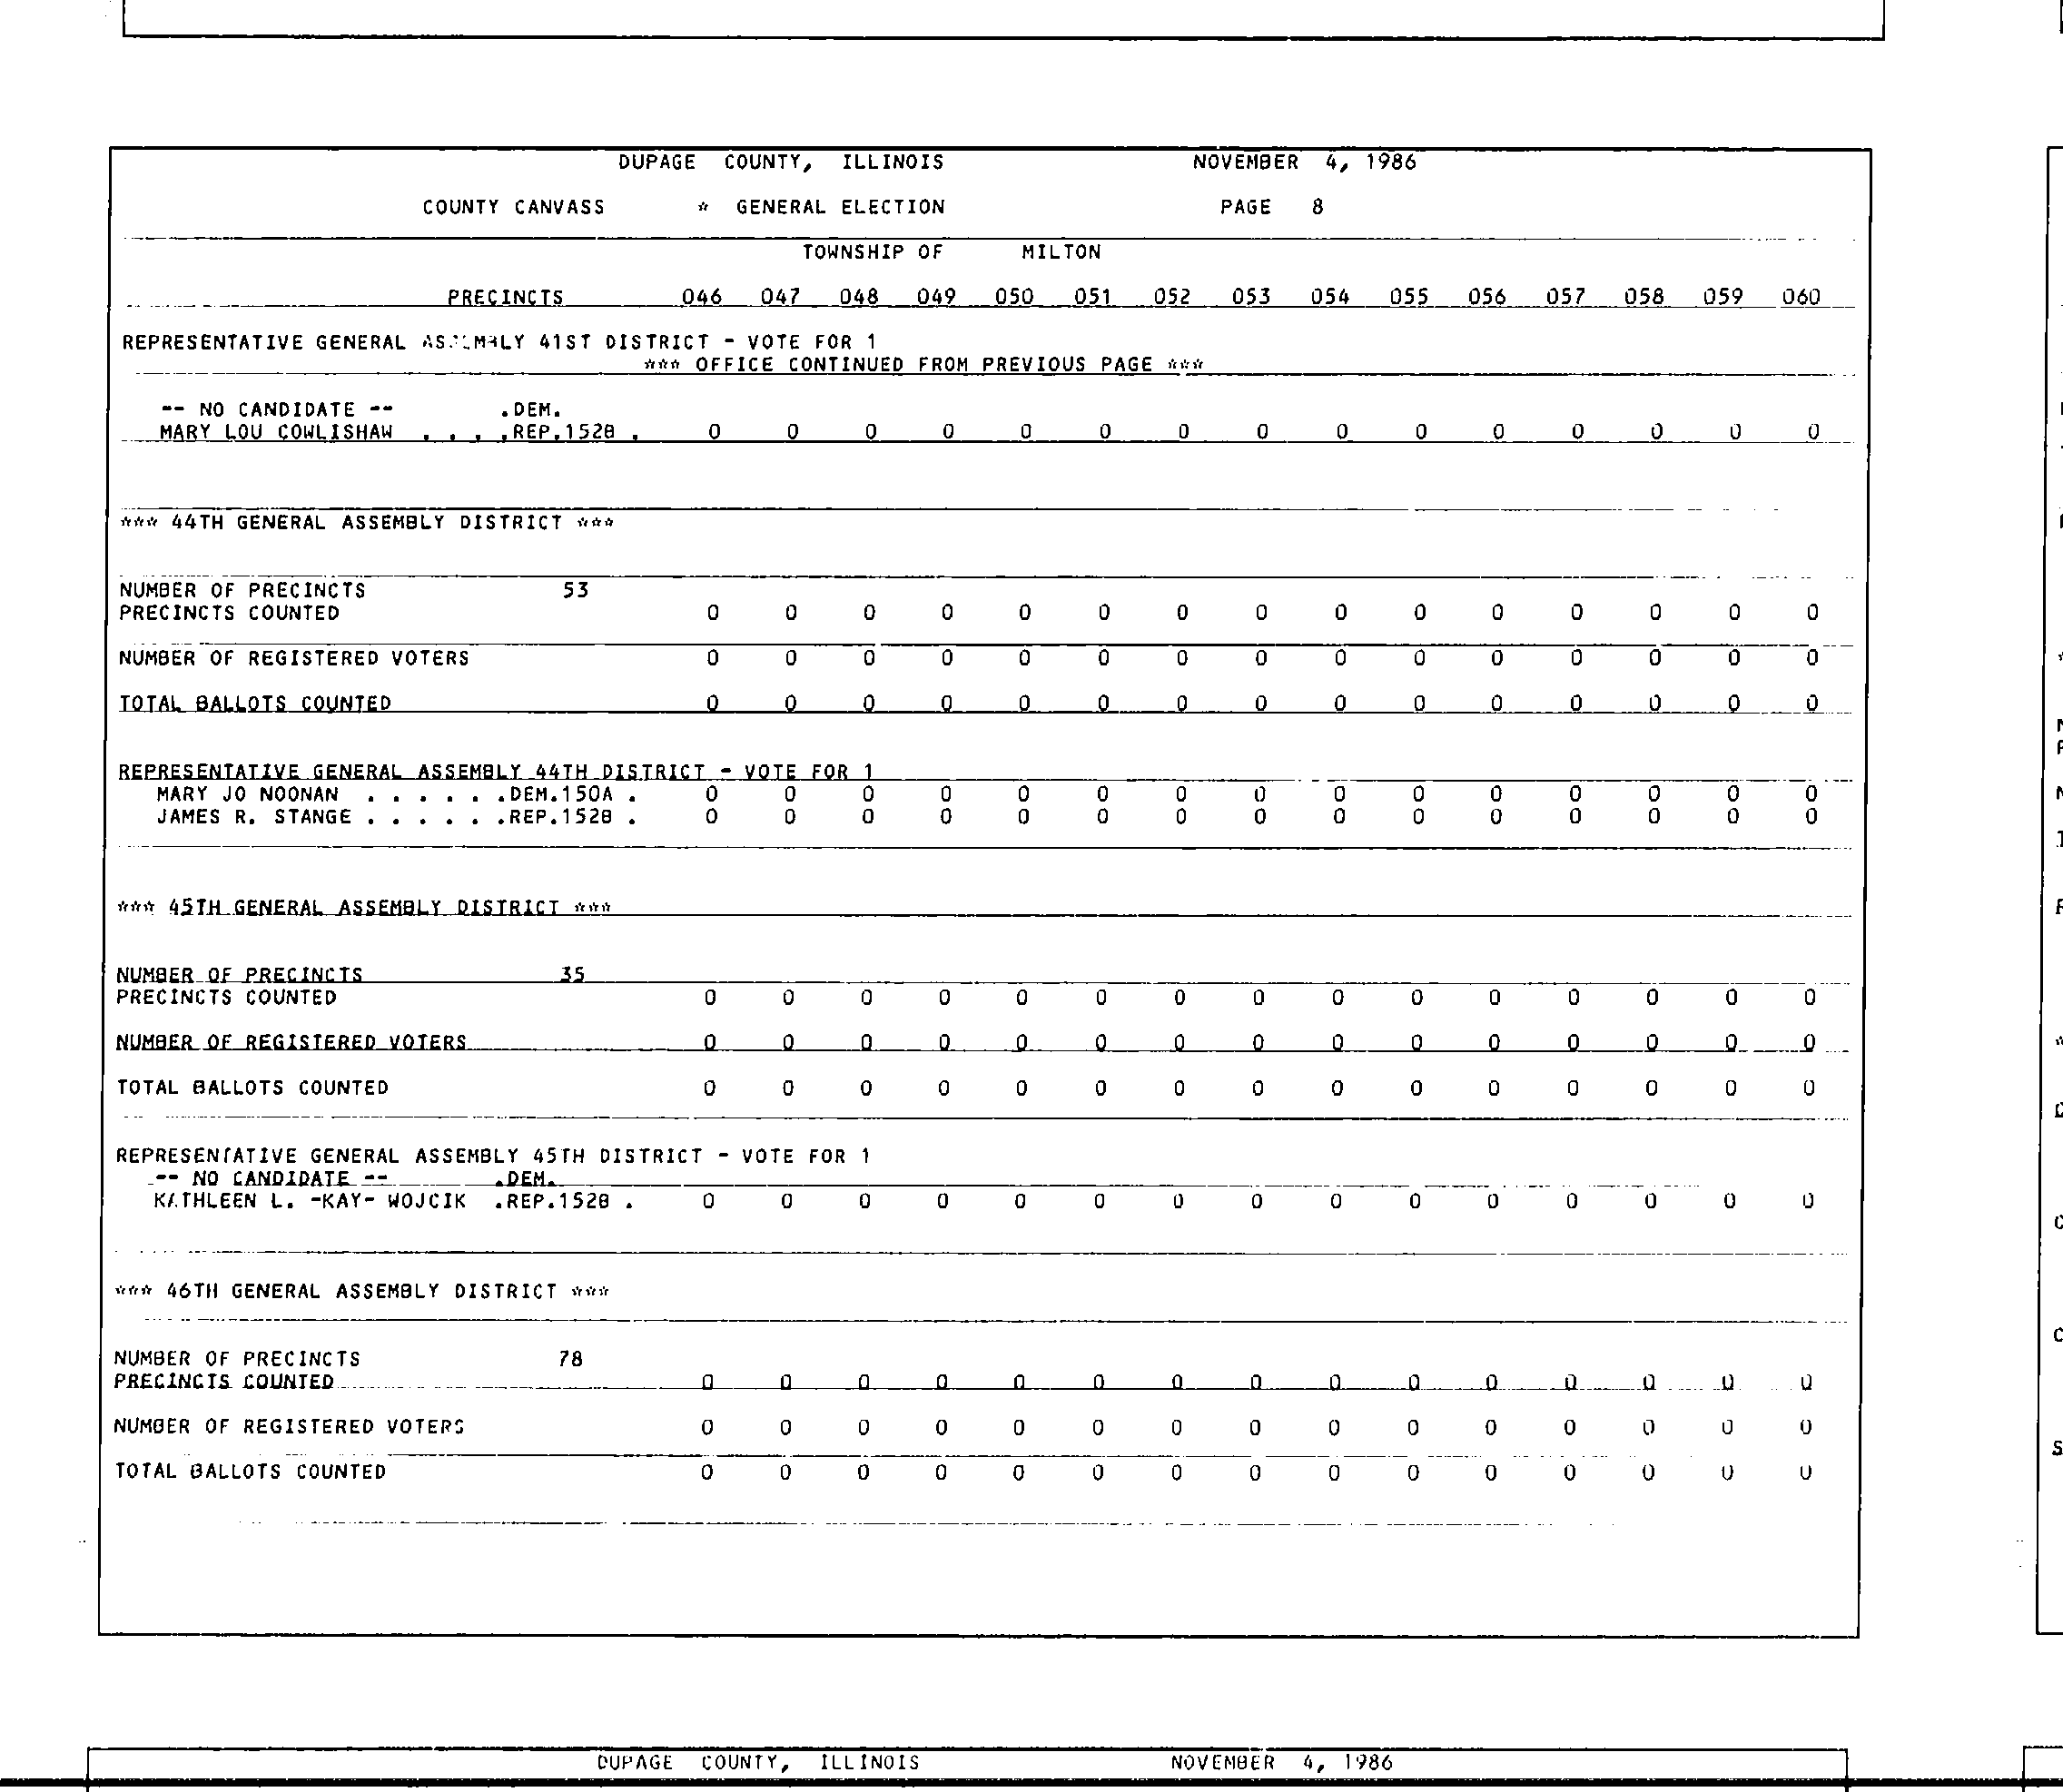 DUPAGE COUNTY, ILLINOIS NOVEMBER 4, 1986
COUNTY CANVASS * GENERAL ELECTION PAGE 8
TOWNSHIP OF MILTON
PRECINCTS 046 047 048 049 050 051 052 053 054 055 056 057 058 059 060
REPRESENTATIVE GENERAL ASSEMBLY 41ST DISTRICT - VOTE FOR 1
*** OFFICE CONTINUED FROM PREVIOUS PAGE ***
-- NO CANDIDATE -- .DEM.
MARY LOU COWLISHAW . . . .REP.152B . 0 0 0 0 0 0 0 0 0 0 0 0 0 0 0
*** 44TH GENERAL ASSEMBLY DISTRICT ***
NUMBER OF PRECINCTS 53
PRECINCTS COUNTED 0 0 0 0 0 0 0 0 0 0 0 0 0 0 0
NUMBER OF REGISTERED VOTERS 0 0 0 0 0 0 0 0 0 0 0 0 0 0 0
TOTAL BALLOTS COUNTED 0 0 0 0 0 0 0 0 0 0 0 0 0 0 0
REPRESENTATIVE GENERAL ASSEMBLY 44TH DISTRICT - VOTE FOR 1
MARY JO NOONAN . . . . . . .DEM.150A . 0 0 0 0 0 0 0 0 0 0 0 0 0 0 0
JAMES R. STANGE . . . . . .REP.152B . 0 0 0 0 0 0 0 0 0 0 0 0 0 0 0
*** 45TH GENERAL ASSEMBLY DISTRICT ***
NUMBER OF PRECINCTS 35
PRECINCTS COUNTED 0 0 0 0 0 0 0 0 0 0 0 0 0 0 0
NUMBER OF REGISTERED VOTERS 0 0 0 0 0 0 0 0 0 0 0 0 0 0 0
TOTAL BALLOTS COUNTED 0 0 0 0 0 0 0 0 0 0 0 0 0 0 0
REPRESENTATIVE GENERAL ASSEMBLY 45TH DISTRICT - VOTE FOR 1
-- NO CANDIDATE -- .DEM.
KATHLEEN L. -KAY- WOJCIK .REP.152B . 0 0 0 0 0 0 0 0 0 0 0 0 0 0 0
*** 46TH GENERAL ASSEMBLY DISTRICT ***
NUMBER OF PRECINCTS 78
PRECINCTS COUNTED 0 0 0 0 0 0 0 0 0 0 0 0 0 0 0
NUMBER OF REGISTERED VOTERS 0 0 0 0 0 0 0 0 0 0 0 0 0 0 0
TOTAL BALLOTS COUNTED 0 0 0 0 0 0 0 0 0 0 0 0 0 0 0
DUPAGE COUNTY, ILLINOIS NOVEMBER 4, 1986